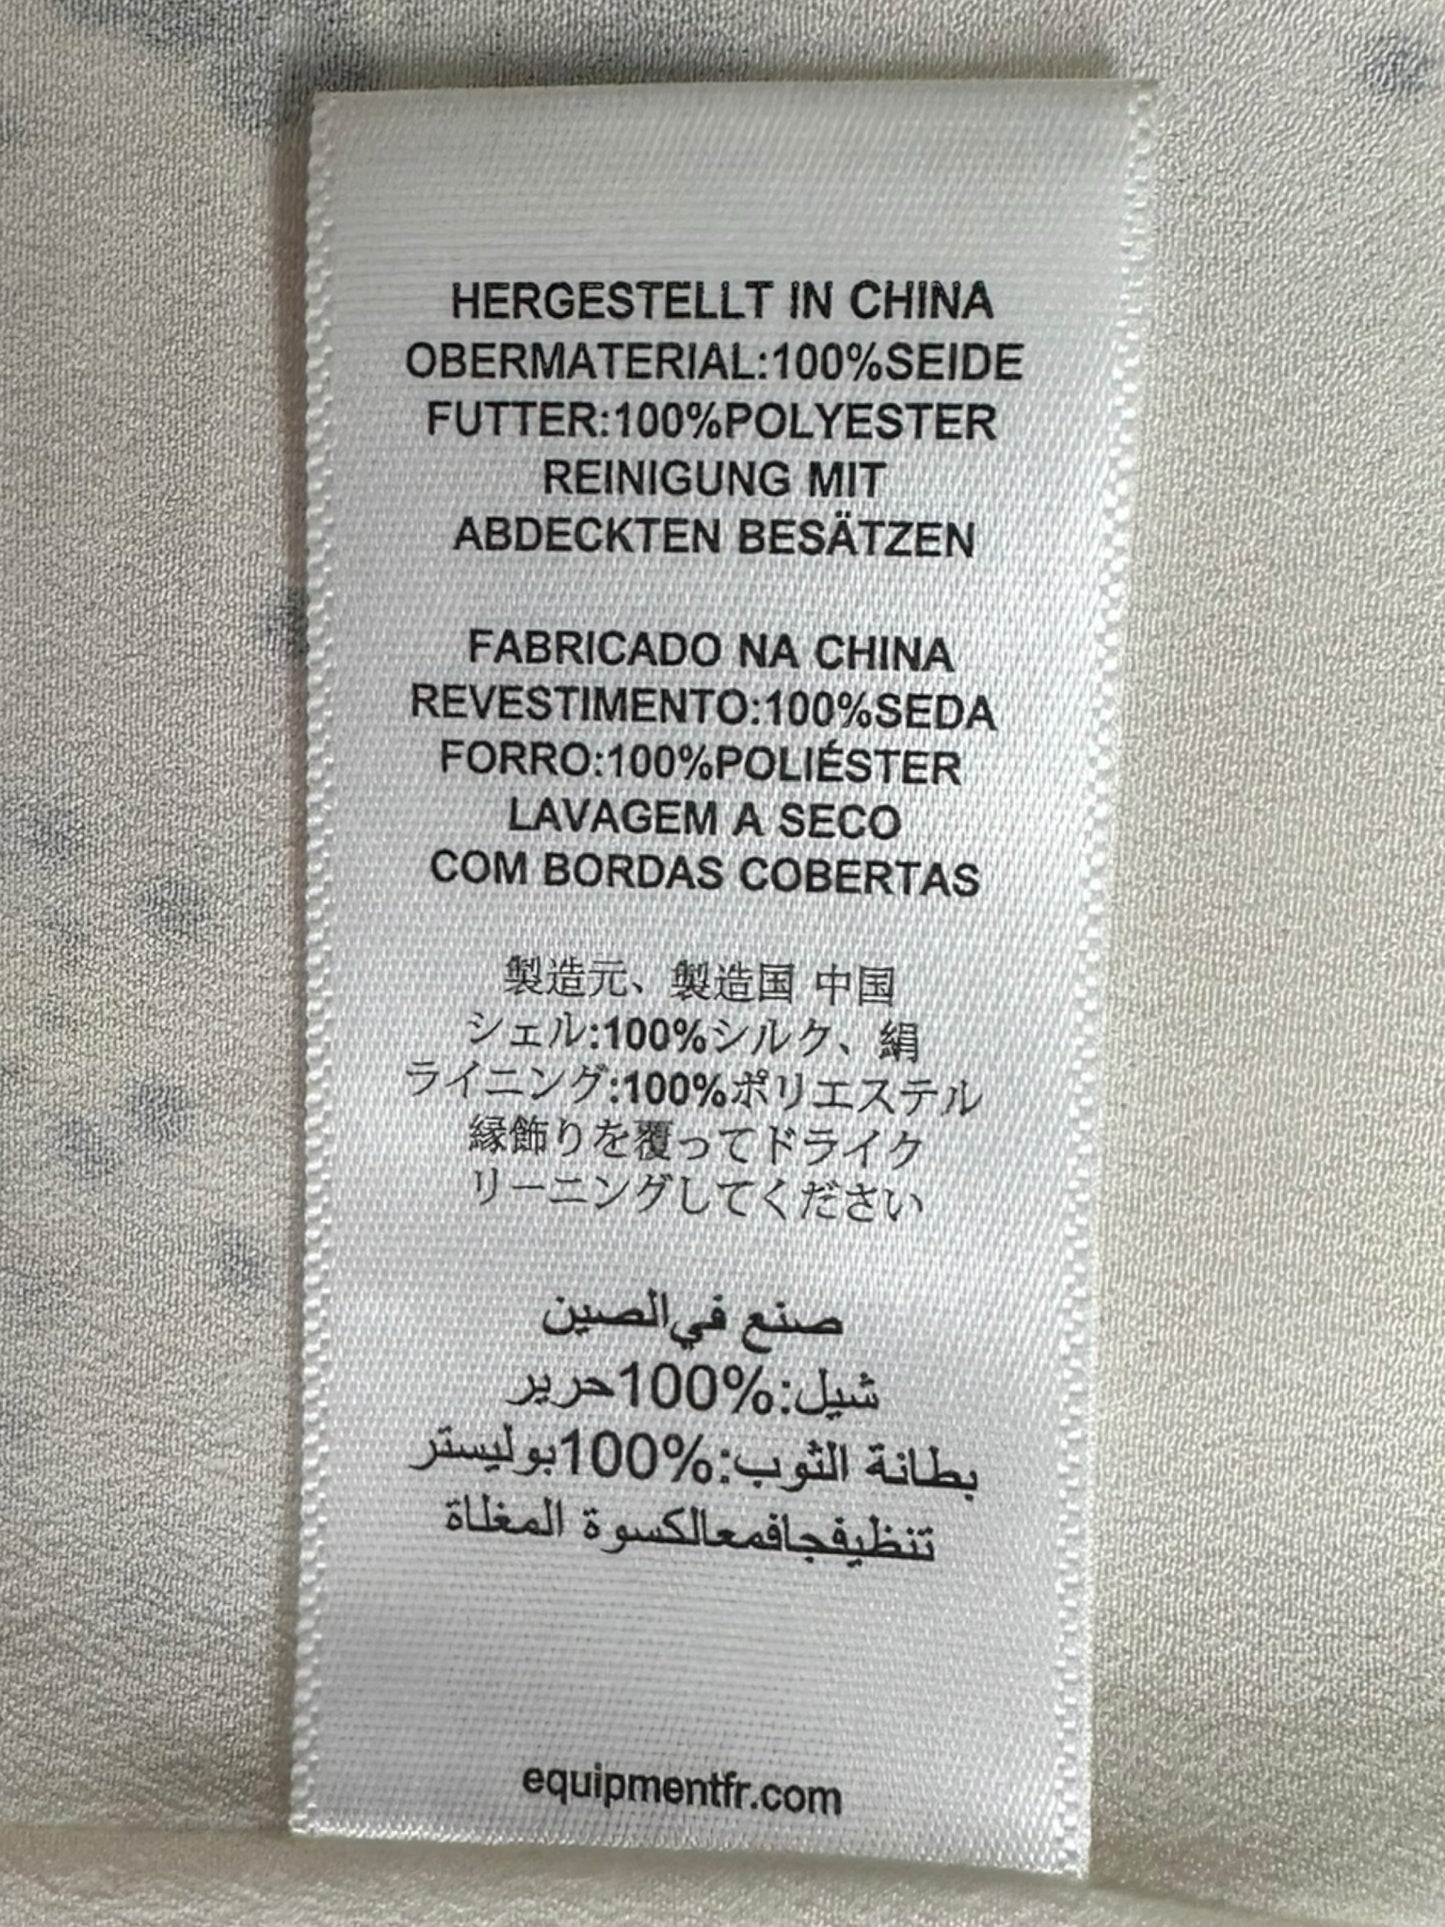 HERGESTELLT IN CHINA
OBERMATERIAL:100%SEIDE
FUTTER:100%POLYESTER
REINIGUNG MIT
ABDECKTEN BESÄTZEN
FABRICADO NA CHINA
REVESTIMENTO:100%SEDA
FORRO:100%POLIÉSTER
LAVAGEM A SECO
COM BORDAS COBERTAS
製造元、製造国 中国
シェル:100%シルク、絹
ライニング:100%ポリエステル
縁飾りを覆ってドライク
リーニングしてください
صنع في الصين
شيل:%100حرير
بطانة الثوب:%100بوليستر
تنظيفجافمعالكسوة المغلاة
equipmentfr.com